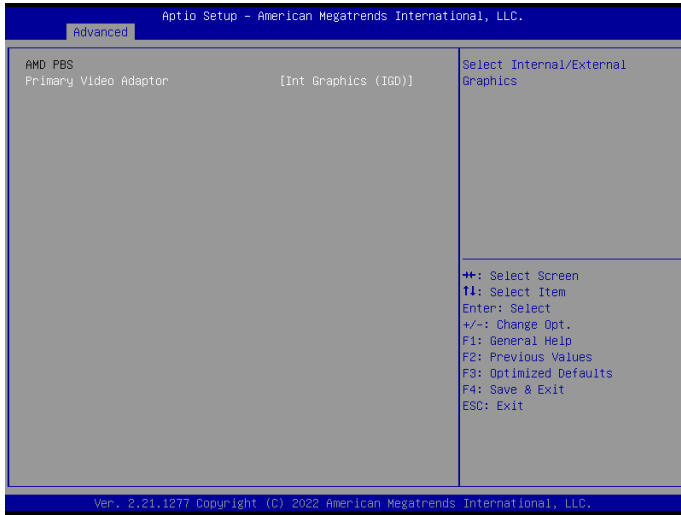 Aptio Setup – American Megatrends International, LLC.
Advanced
AMD PBS
Primary Video Adaptor [Int Graphics (IGD)]
Select Internal/External
Graphics
→←: Select Screen
↑↓: Select Item
Enter: Select
+/-: Change Opt.
F1: General Help
F2: Previous Values
F3: Optimized Defaults
F4: Save & Exit
ESC: Exit
Ver. 2.21.1277 Copyright (C) 2022 American Megatrends International, LLC.